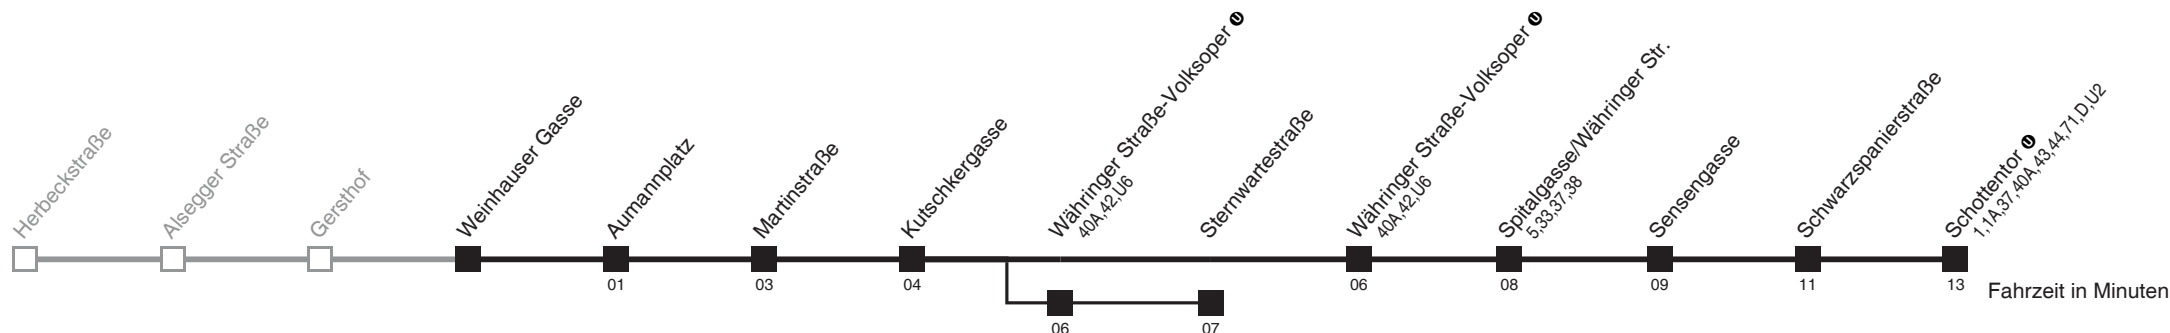 Herbeckstraße
Alsegger Straße
Gersthof
Weinhauser Gasse
Aumannplatz
Martinstraße
Kutschkergasse
Währinger Straße-Volksoper U
40A,42,U6
Sternwartestraße
Währinger Straße-Volksoper U
40A,42,U6
Spitalgasse/Währinger Str.
5,33,37,38
Sensengasse
Schwarzspanierstraße
Schottentor U
1,1A,37,40A,43,44,71,D,U2
01
03
04
06
08
09
11
13
Fahrzeit in Minuten
06
07